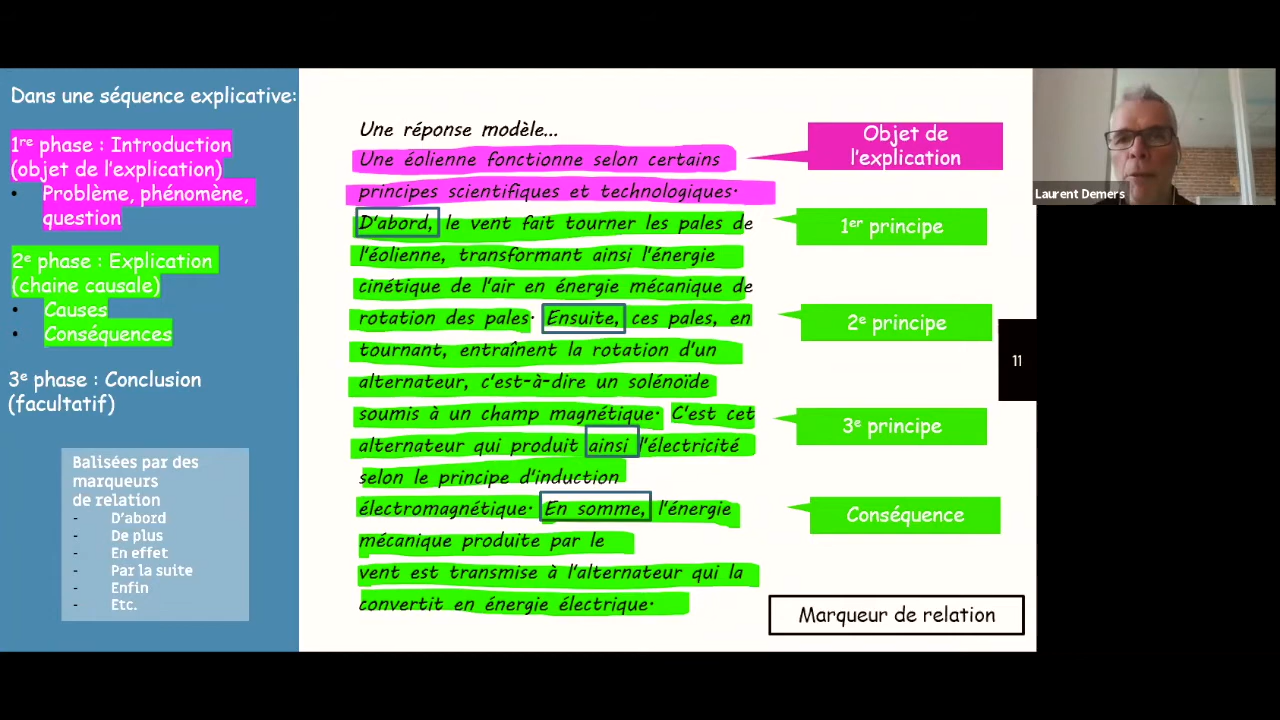 Dans une séquence explicative:
1re phase : Introduction
(objet de l'explication)
• Problème, phénomène,
question
2e phase : Explication
(chaine causale)
• Causes
• Conséquences
3e phase : Conclusion
(facultatif)
Balisées par des
marqueurs
de relation
- D'abord
- De plus
- En effet
- Par la suite
- Enfin
- Etc.
Une réponse modèle...
Une éolienne fonctionne selon certains
principes scientifiques et technologiques.
D'abord, le vent fait tourner les pales de
l'éolienne, transformant ainsi l'énergie
cinétique de l'air en énergie mécanique de
rotation des pales. Ensuite, ces pales, en
tournant, entraînent la rotation d'un
alternateur, c'est-à-dire un solénoïde
soumis à un champ magnétique. C'est cet
alternateur qui produit ainsi l'électricité
selon le principe d'induction
électromagnétique. En somme, l'énergie
mécanique produite par le
vent est transmise à l'alternateur qui la
convertit en énergie électrique.
Objet de
l'explication
1er principe
2e principe
3e principe
Conséquence
Marqueur de relation
11
Laurent Demers